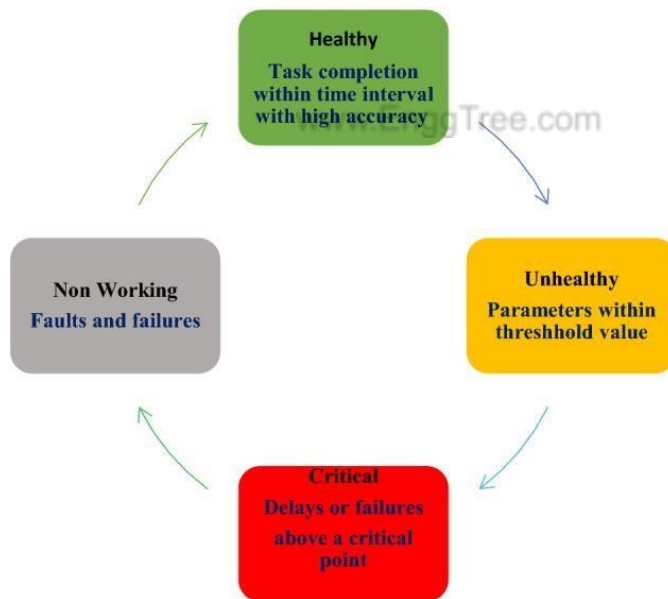 Healthy
Task completion
within time interval
with high accuracy
www.EnggTree.com
Non Working
Faults and failures
Unhealthy
Parameters within
threshhold value
Critical
Delays or failures
above a critical
point